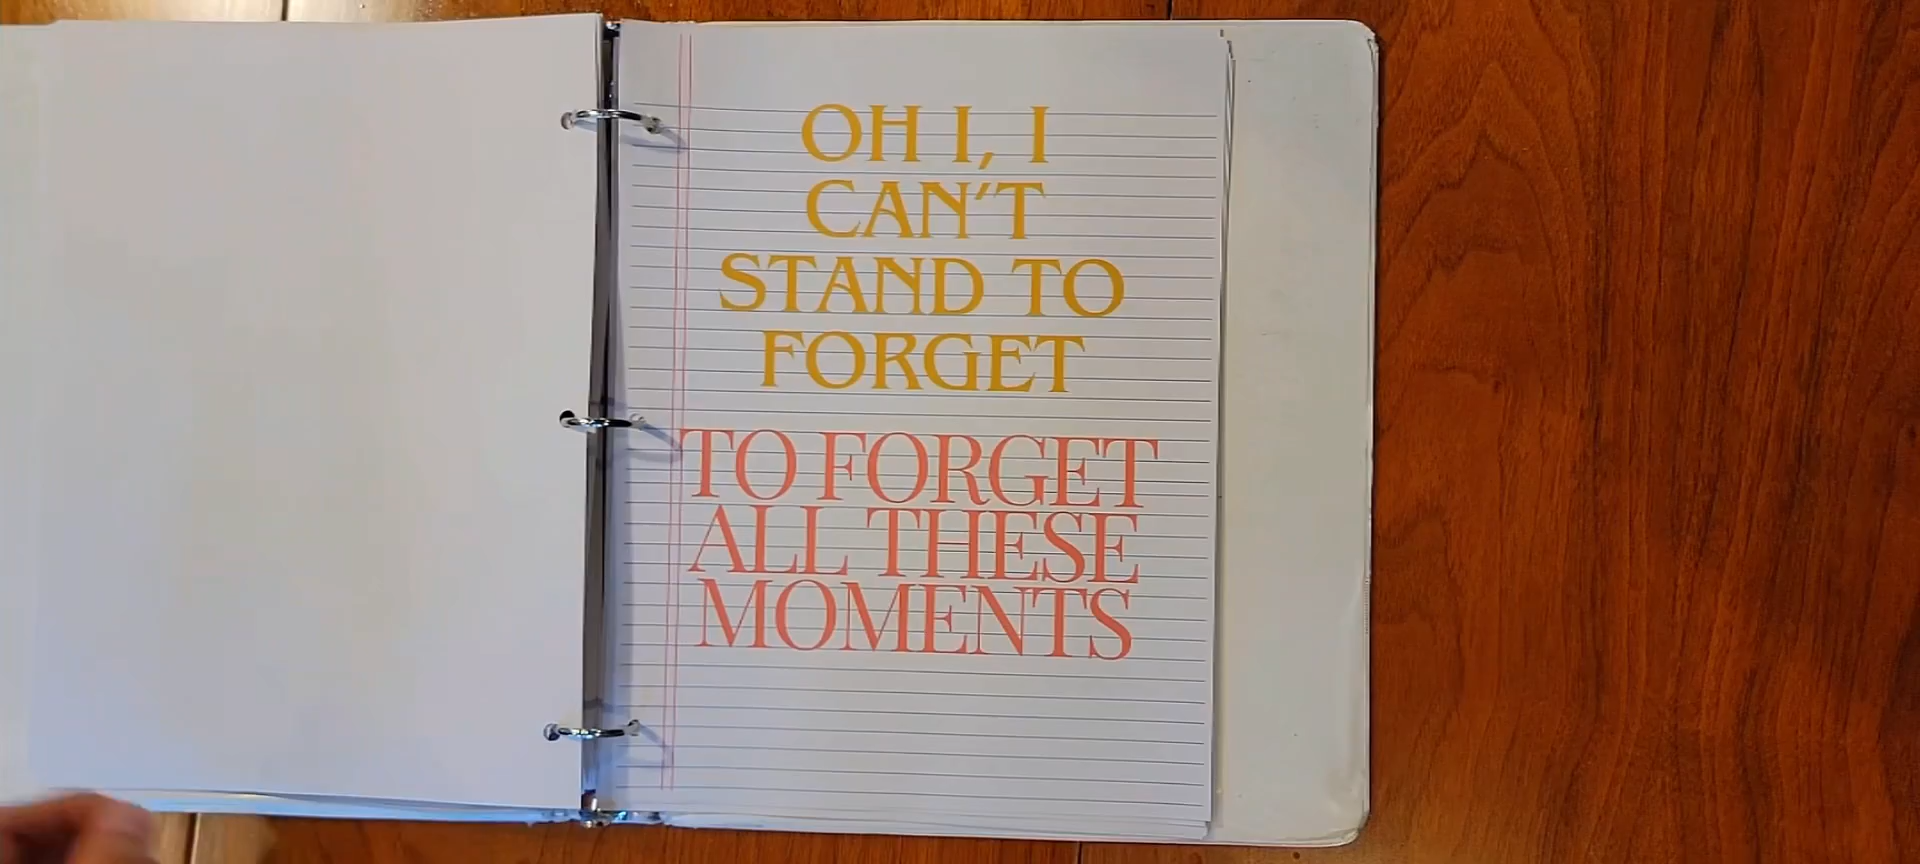 OH I, I
CAN'T
STAND TO
FORGET
TO FORGET
ALL THESE
MOMENTS